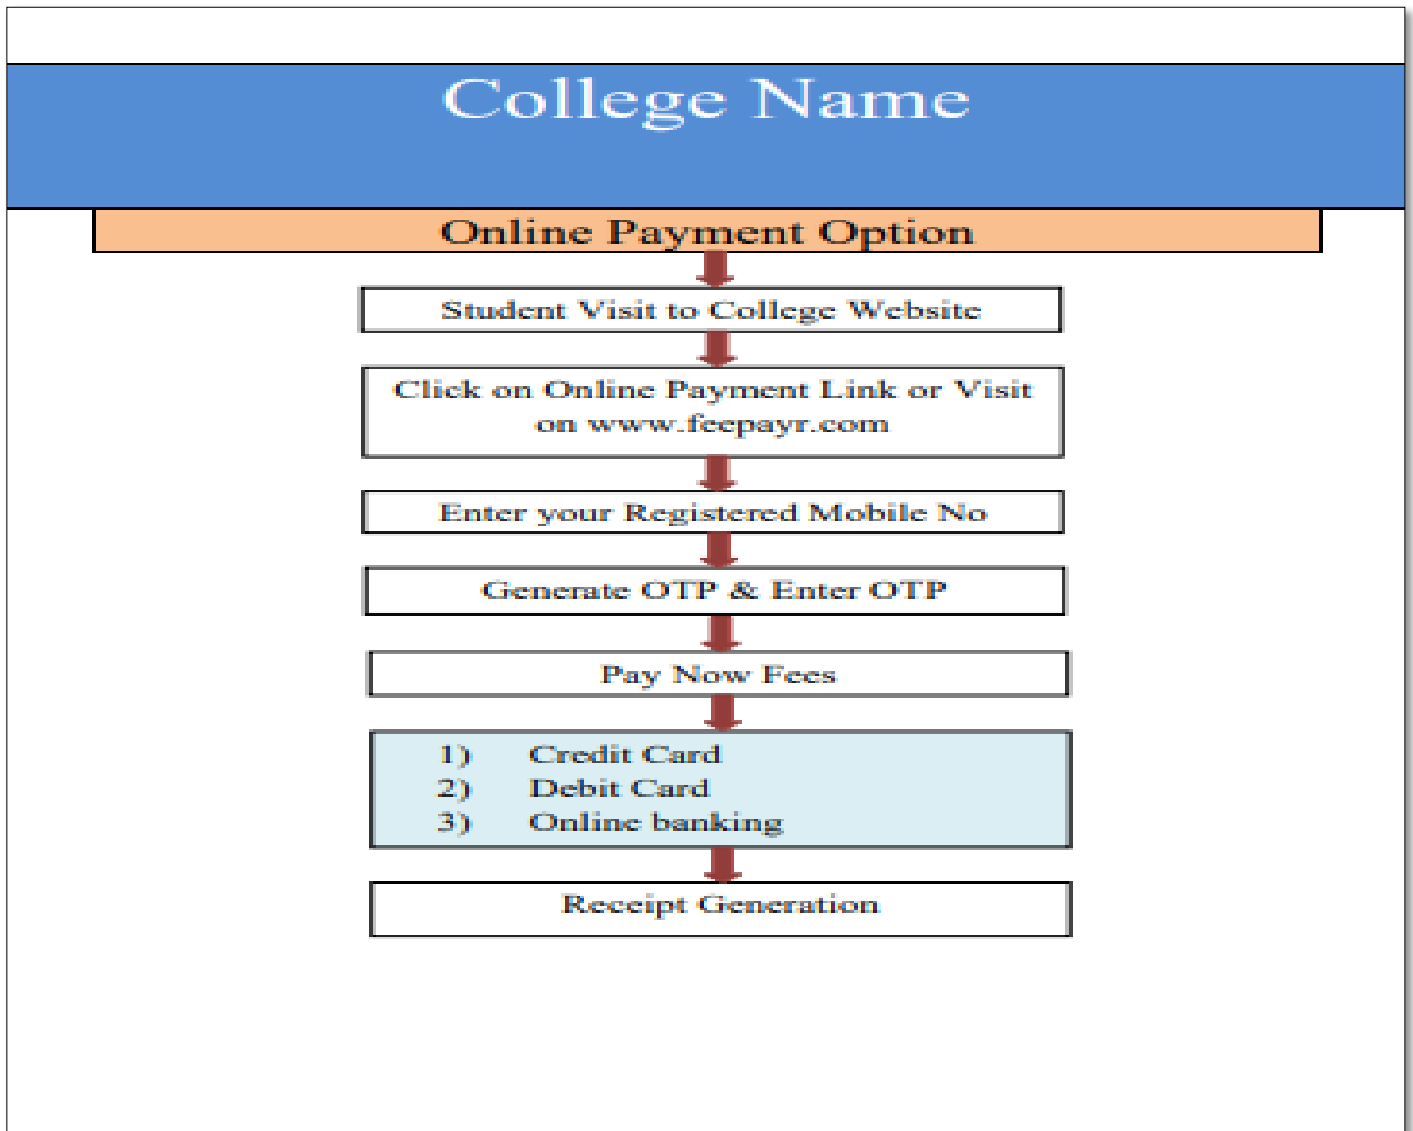 College Name
Online Payment Option
Student Visit to College Website
Click on Online Payment Link or Visit
on www.feepayr.com
Enter your Registered Mobile No
Generate OTP & Enter OTP
Pay Now Fees
1) Credit Card
2) Debit Card
3) Online banking
Receipt Generation